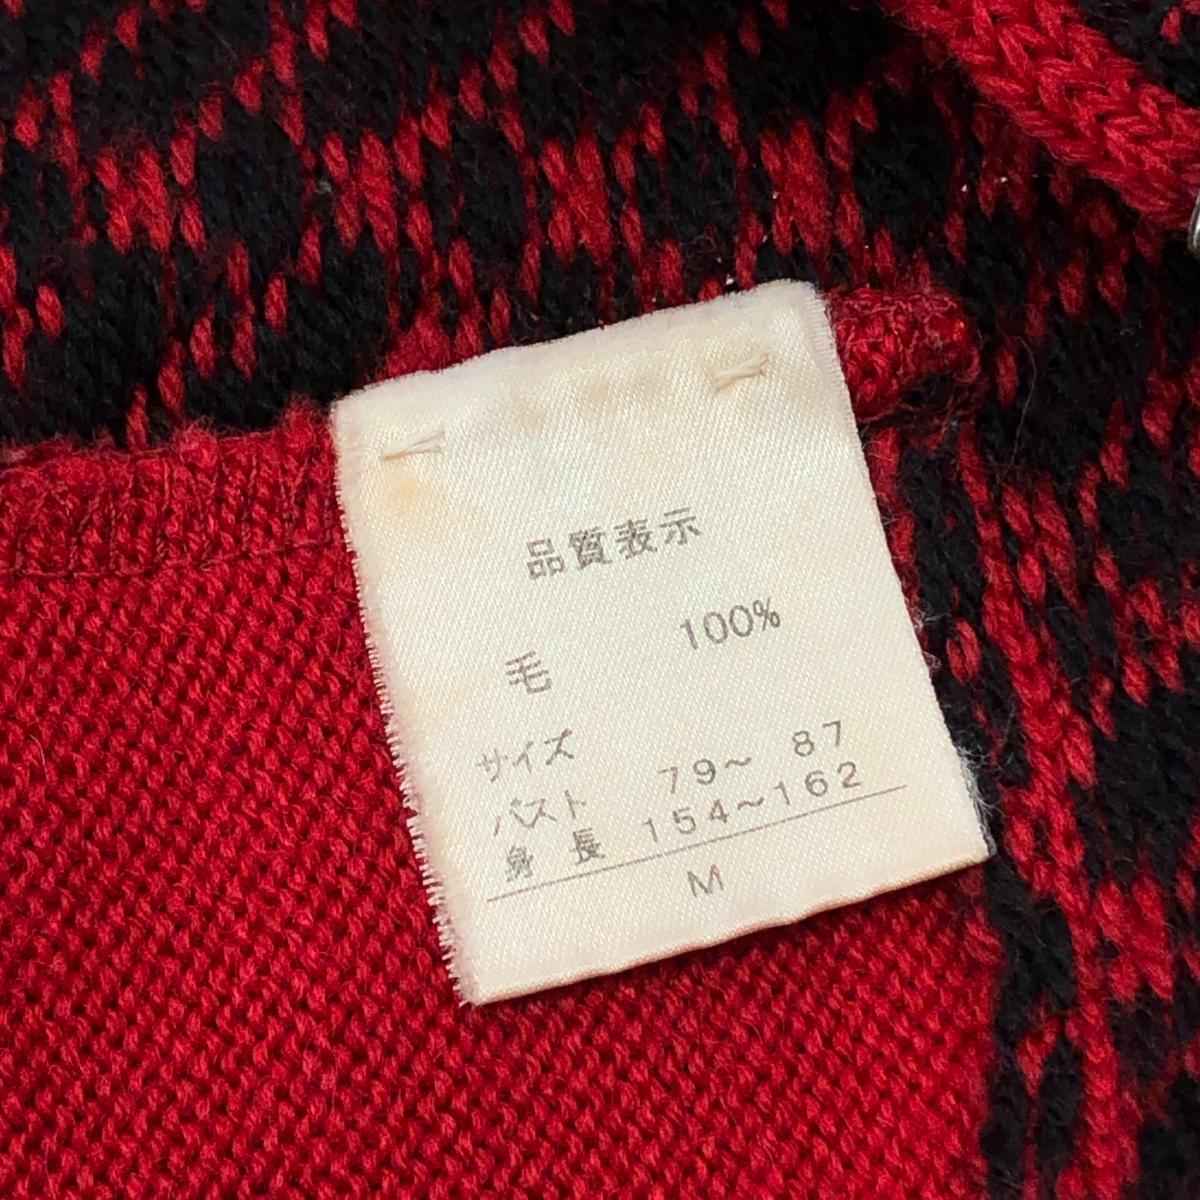 品質表示
毛 100%
サイズ
バスト 79～ 87
身長 154～162
M